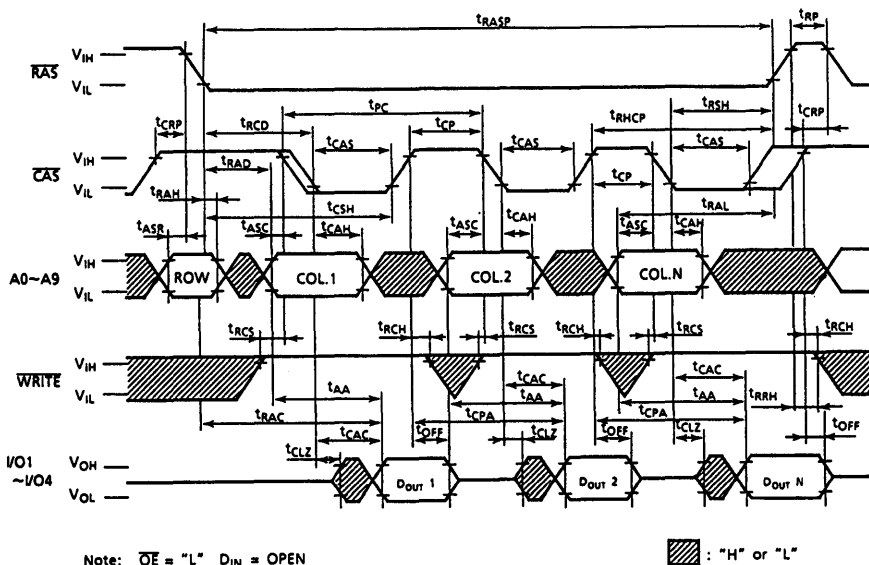 tRASP tRP
VIH
RAS
VIL
tCRP tRCD tPC tCP tRHCP tRSH tCRP
tCAS tCAS tCAS
VIH
CAS
VIL
tRAD tCP
tRAH tCSH tRAL
tASR tASC tCAH tASC tCAH tASC tCAH
VIH
A0~A9 ROW COL.1 COL.2 COL.N
VIL
tRCS tRCH tRCS tRCH tRCS tRCH
VIH
WRITE
VIL
tCAC tCAC
tAA tAA tAA tRRH
tRAC tCPA tCPA
tCAC tOFF tCLZ tOFF tCLZ tOFF
tCLZ
I/O1 VOH
~I/O4 DOUT 1 DOUT 2 DOUT N
VOL
Note: OE = "L" DIN = OPEN : "H" or "L"